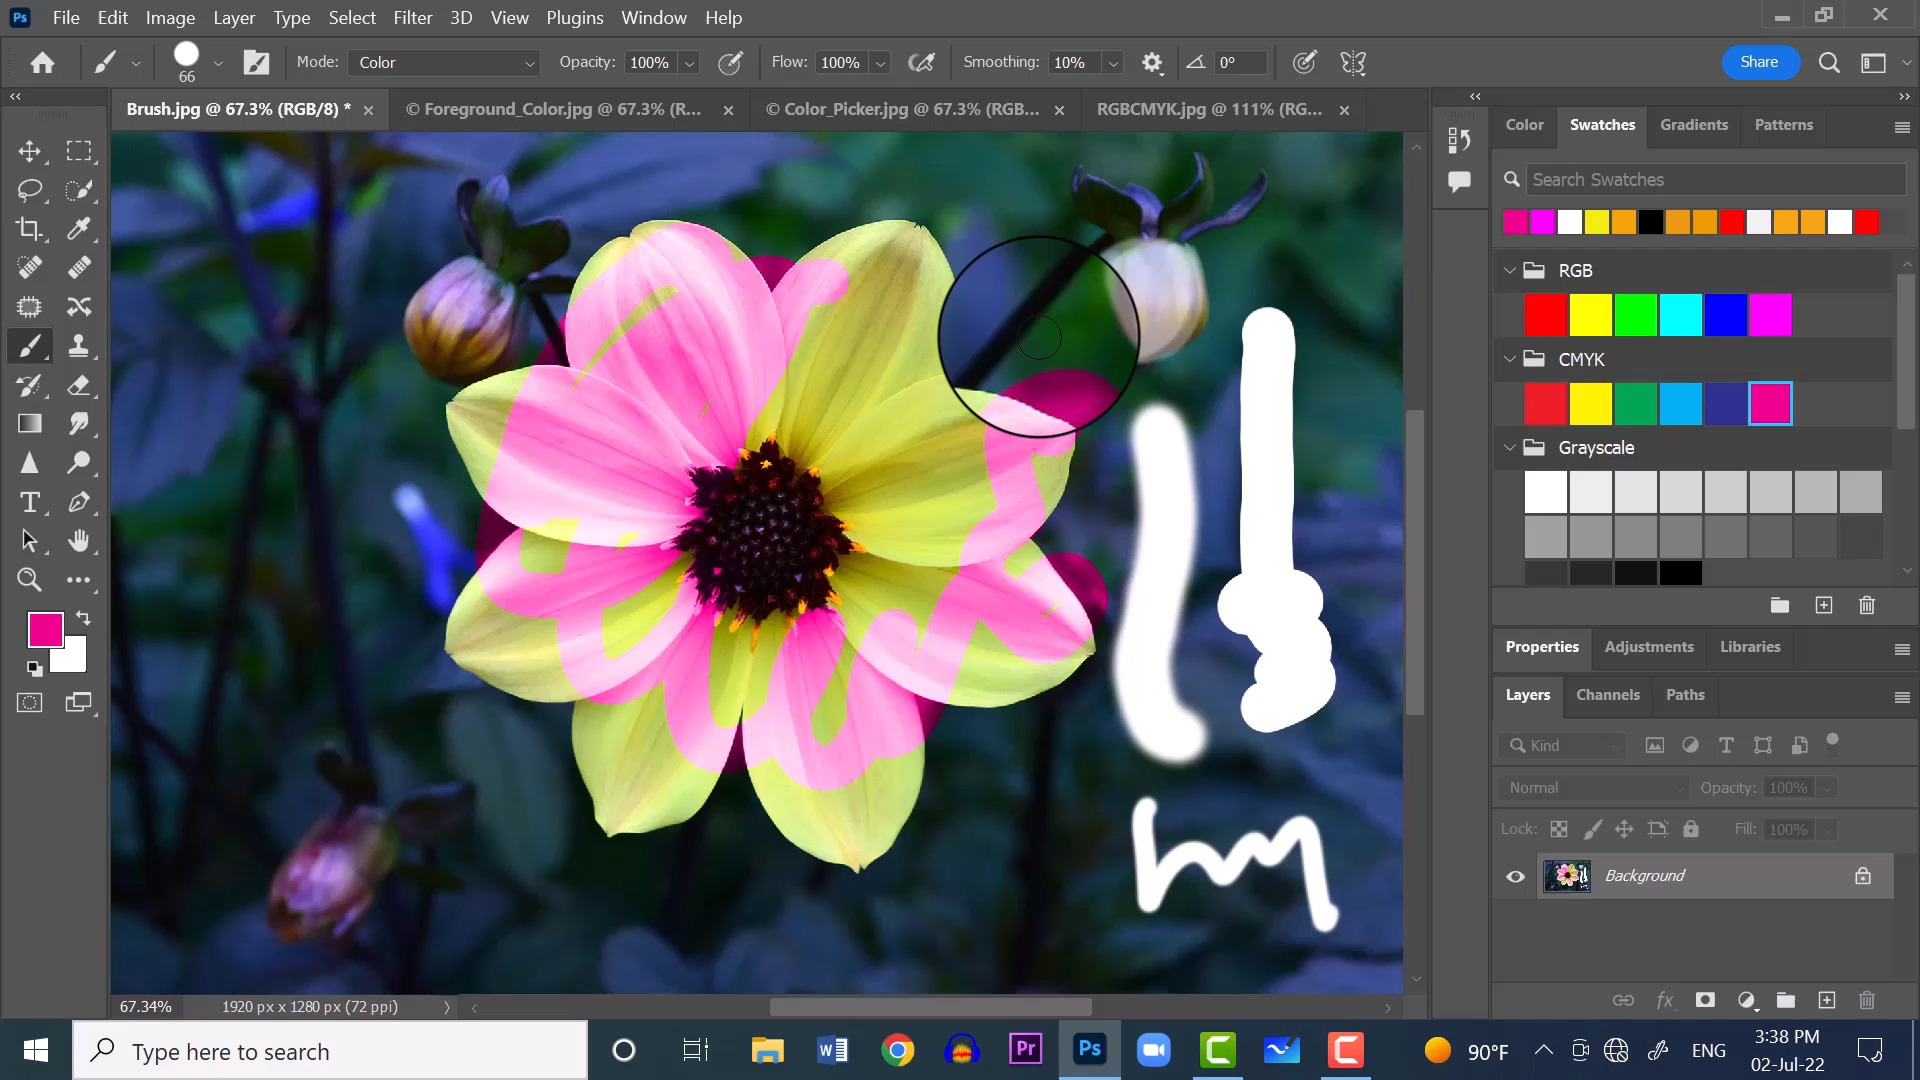 Ps File Edit Image Layer Type Select Filter 3D View Plugins Window Help
66 Mode: Color Opacity: 100% Flow: 100% Smoothing: 10% 0° Share
Brush.jpg @ 67.3% (RGB/8) * × © Foreground_Color.jpg @ 67.3% (R... × © Color_Picker.jpg @ 67.3% (RGB... × RGBCMYK.jpg @ 111% (RG... ×
Color Swatches Gradients Patterns
Search Swatches
RGB
CMYK
Grayscale
Properties Adjustments Libraries
Layers Channels Paths
Kind
Normal Opacity: 100%
Lock: Fill: 100%
Background
fx
67.34% 1920 px x 1280 px (72 ppi)
Type here to search Pr Ps 90°F ENG 3:38 PM
02-Jul-22